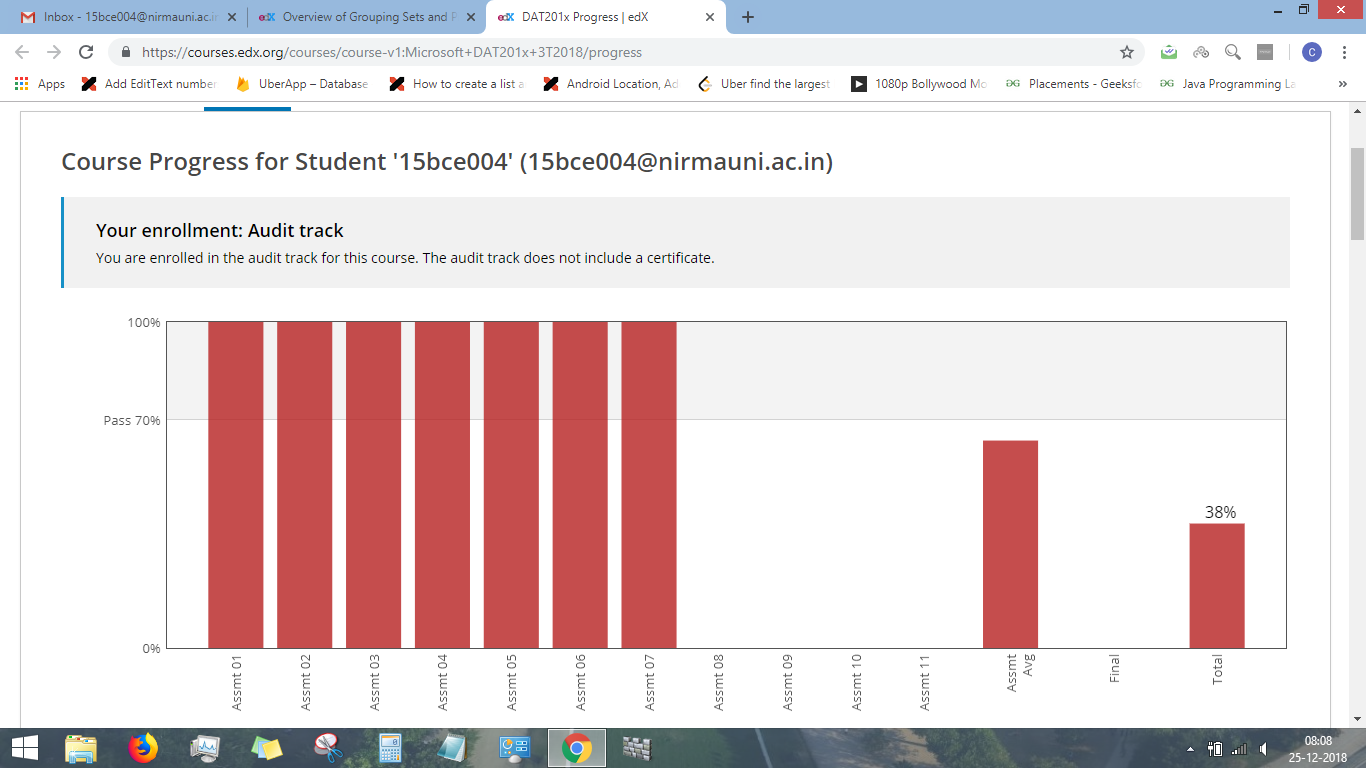 Inbox - 15bce004@nirmauni.ac.i
Overview of Grouping Sets and P
DAT201x Progress | edX
https://courses.edx.org/courses/course-v1:Microsoft+DAT201x+3T2018/progress
C
Apps
Add EditText number
UberApp – Database
How to create a list a
Android Location, Ad
Uber find the largest
1080p Bollywood Mo
Placements - Geeksfo
Java Programming La
»
Course Progress for Student '15bce004' (15bce004@nirmauni.ac.in)
Your enrollment: Audit track
You are enrolled in the audit track for this course. The audit track does not include a certificate.
100%
Pass 70%
38%
0%
Assmt 01
Assmt 02
Assmt 03
Assmt 04
Assmt 05
Assmt 06
Assmt 07
Assmt 08
Assmt 09
Assmt 10
Assmt 11
Assmt
Avg
Final
Total
08:08
25-12-2018